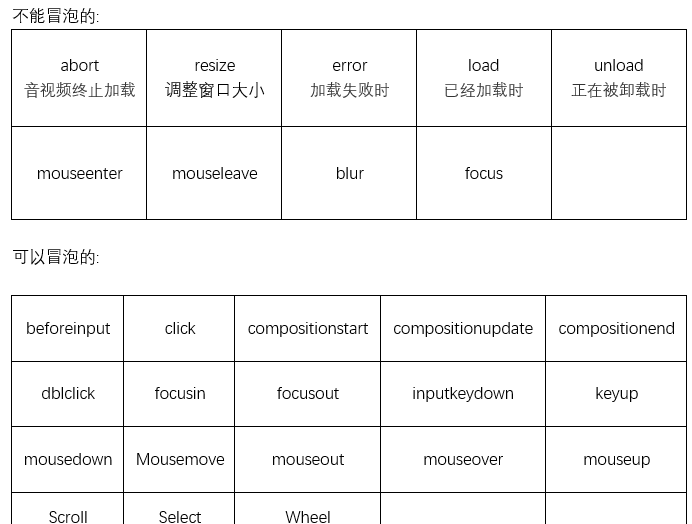 不能冒泡的:
abort resize error load unload
音视频终止加载 调整窗口大小 加载失败时 已经加载时 正在被卸载时
mouseenter mouseleave blur focus
可以冒泡的:
beforeinput click compositionstart compositionupdate compositionend
dblclick focusin focusout inputkeydown keyup
mousedown Mousemove mouseout mouseover mouseup
Scroll Select Wheel